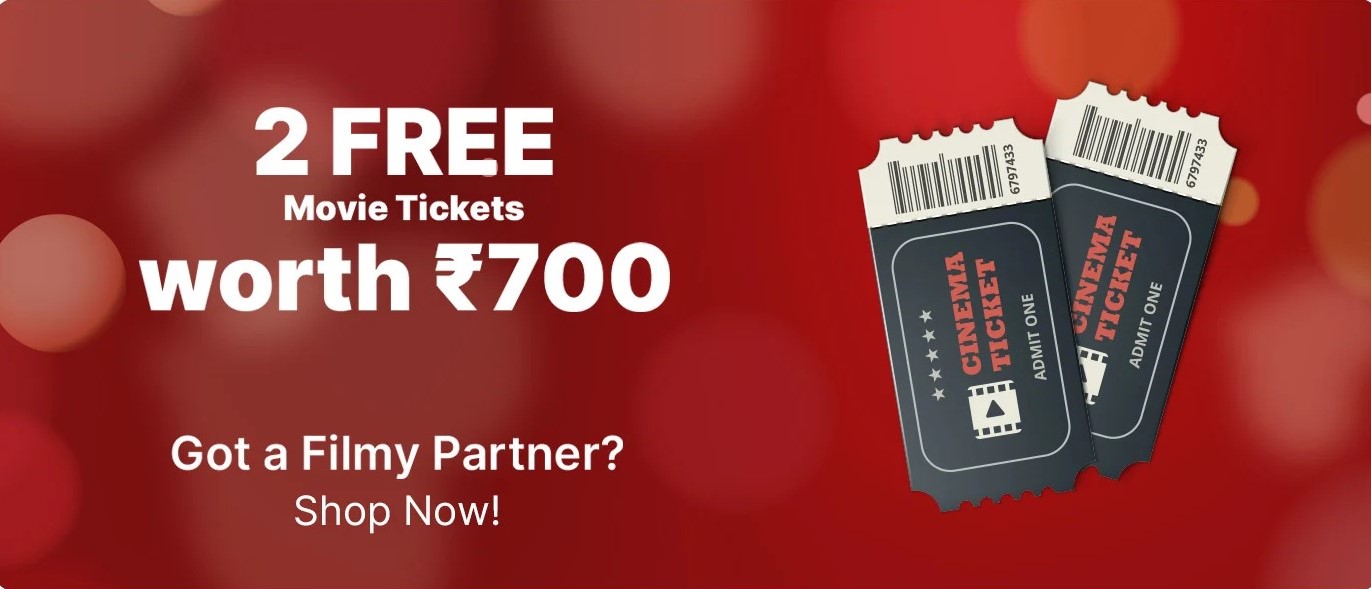 2 FREE
Movie Tickets
worth ₹700
Got a Filmy Partner?
Shop Now!
6797433
CINEMA
TICKET
ADMIT ONE
6797433
CINEMA
TICKET
ADMIT ONE